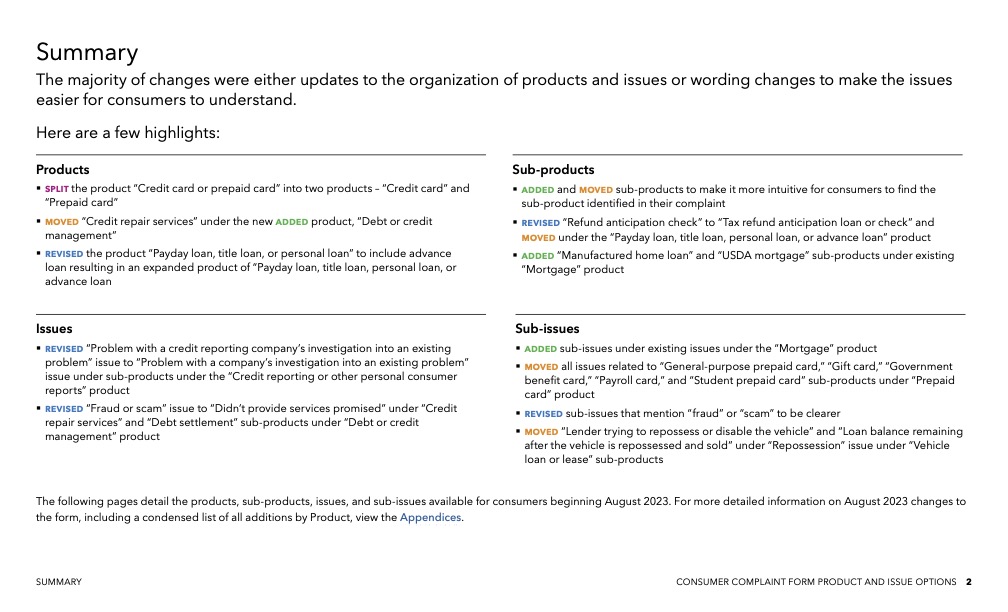 Summary
The majority of changes were either updates to the organization of products and issues or wording changes to make the issues
easier for consumers to understand.
Here are a few highlights:
Products
▪ SPLIT the product “Credit card or prepaid card” into two products – “Credit card” and
“Prepaid card”
▪ MOVED “Credit repair services” under the new ADDED product, “Debt or credit
management”
▪ REVISED the product “Payday loan, title loan, or personal loan” to include advance
loan resulting in an expanded product of “Payday loan, title loan, personal loan, or
advance loan
Sub-products
▪ ADDED and MOVED sub-products to make it more intuitive for consumers to find the
sub-product identified in their complaint
▪ REVISED “Refund anticipation check” to “Tax refund anticipation loan or check” and
MOVED under the “Payday loan, title loan, personal loan, or advance loan” product
▪ ADDED “Manufactured home loan” and “USDA mortgage” sub-products under existing
“Mortgage” product
Issues
▪ REVISED “Problem with a credit reporting company’s investigation into an existing
problem” issue to “Problem with a company’s investigation into an existing problem”
issue under sub-products under the “Credit reporting or other personal consumer
reports” product
▪ REVISED “Fraud or scam” issue to “Didn’t provide services promised” under “Credit
repair services” and “Debt settlement” sub-products under “Debt or credit
management” product
Sub-issues
▪ ADDED sub-issues under existing issues under the “Mortgage” product
▪ MOVED all issues related to “General-purpose prepaid card,” “Gift card,” “Government
benefit card,” “Payroll card,” and “Student prepaid card” sub-products under “Prepaid
card” product
▪ REVISED sub-issues that mention “fraud” or “scam” to be clearer
▪ MOVED “Lender trying to repossess or disable the vehicle” and “Loan balance remaining
after the vehicle is repossessed and sold” under “Repossession” issue under “Vehicle
loan or lease” sub-products
The following pages detail the products, sub-products, issues, and sub-issues available for consumers beginning August 2023. For more detailed information on August 2023 changes to
the form, including a condensed list of all additions by Product, view the Appendices.
SUMMARY
CONSUMER COMPLAINT FORM PRODUCT AND ISSUE OPTIONS 2